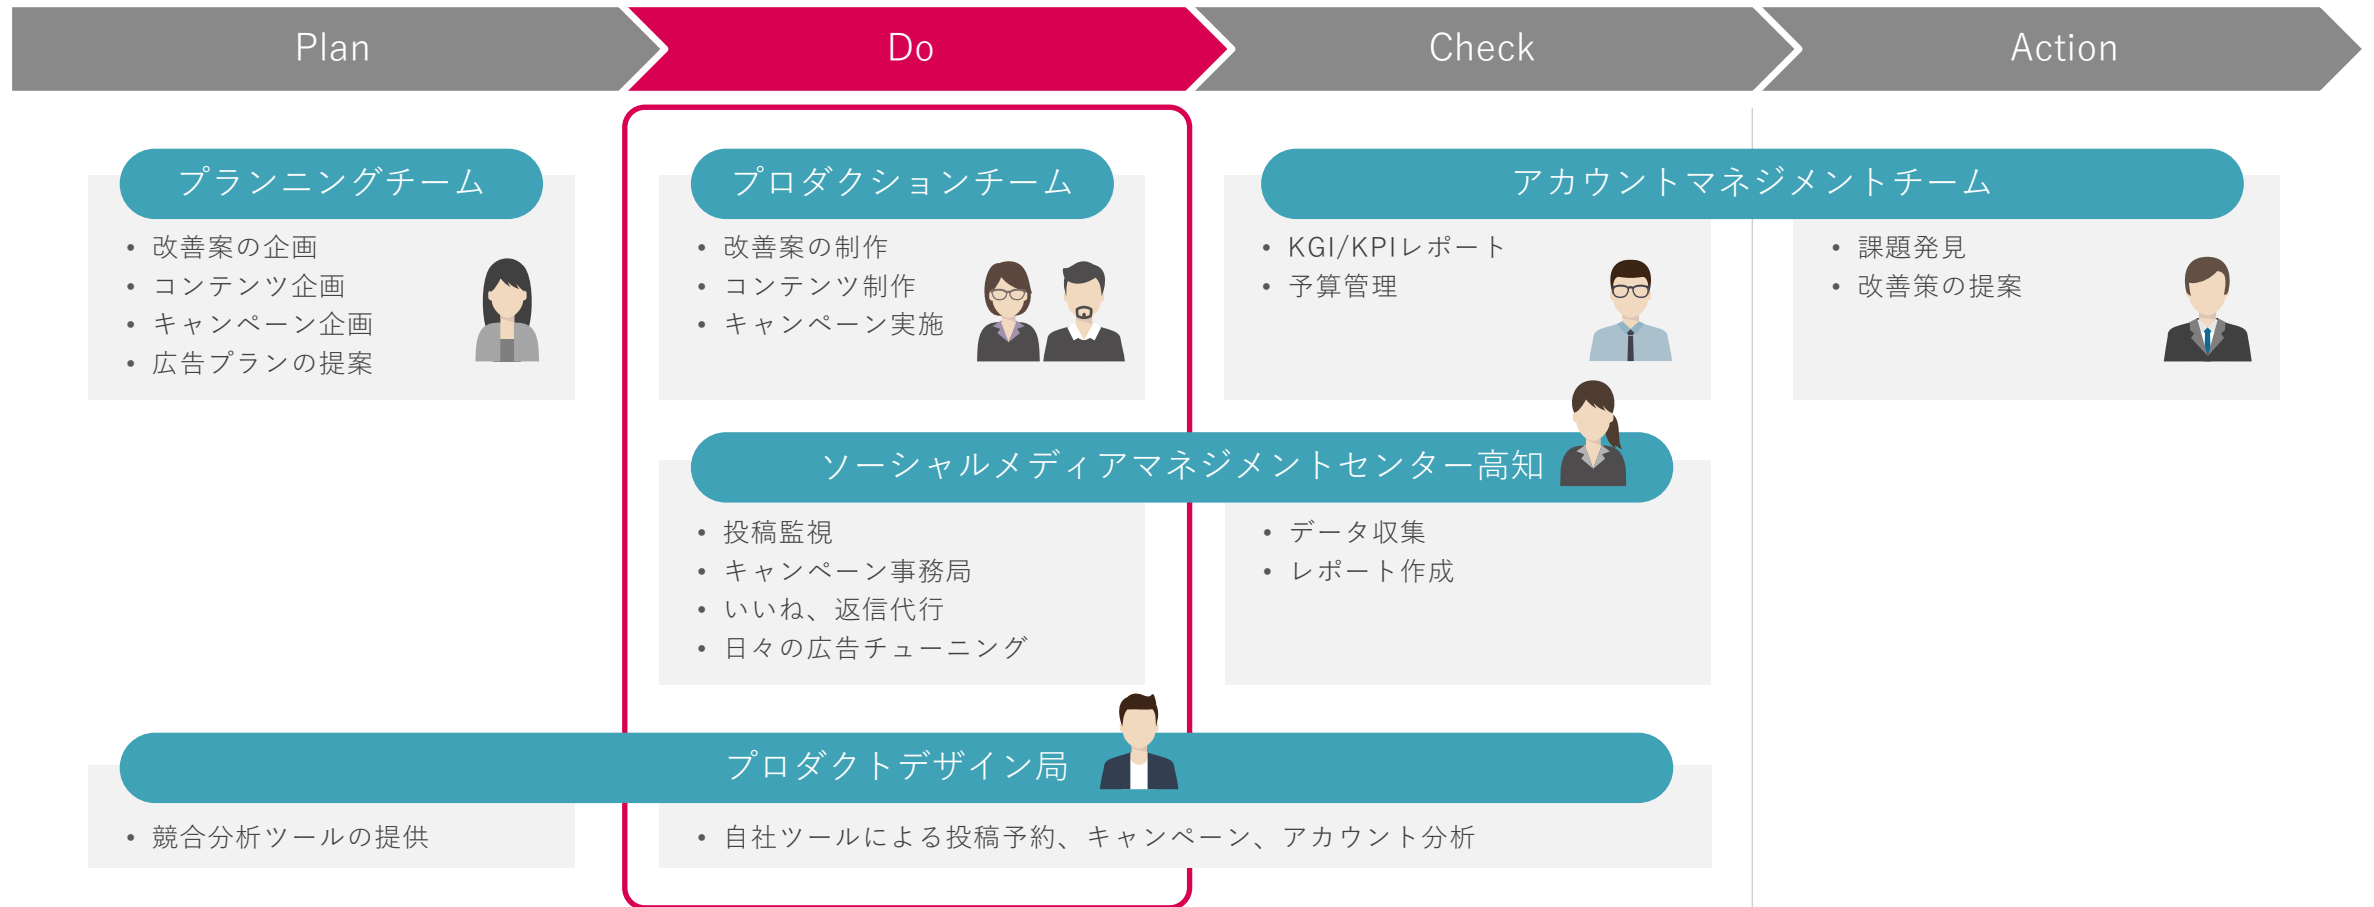 Plan
Do
Check
Action
プランニングチーム
• 改善案の企画
• コンテンツ企画
• キャンペーン企画
• 広告プランの提案
プロダクションチーム
• 改善案の制作
• コンテンツ制作
• キャンペーン実施
アカウントマネジメントチーム
• KGI/KPIレポート
• 予算管理
• 課題発見
• 改善策の提案
ソーシャルメディアマネジメントセンター高知
• 投稿監視
• キャンペーン事務局
• いいね、返信代行
• 日々の広告チューニング
• データ収集
• レポート作成
プロダクトデザイン局
• 競合分析ツールの提供
• 自社ツールによる投稿予約、キャンペーン、アカウント分析